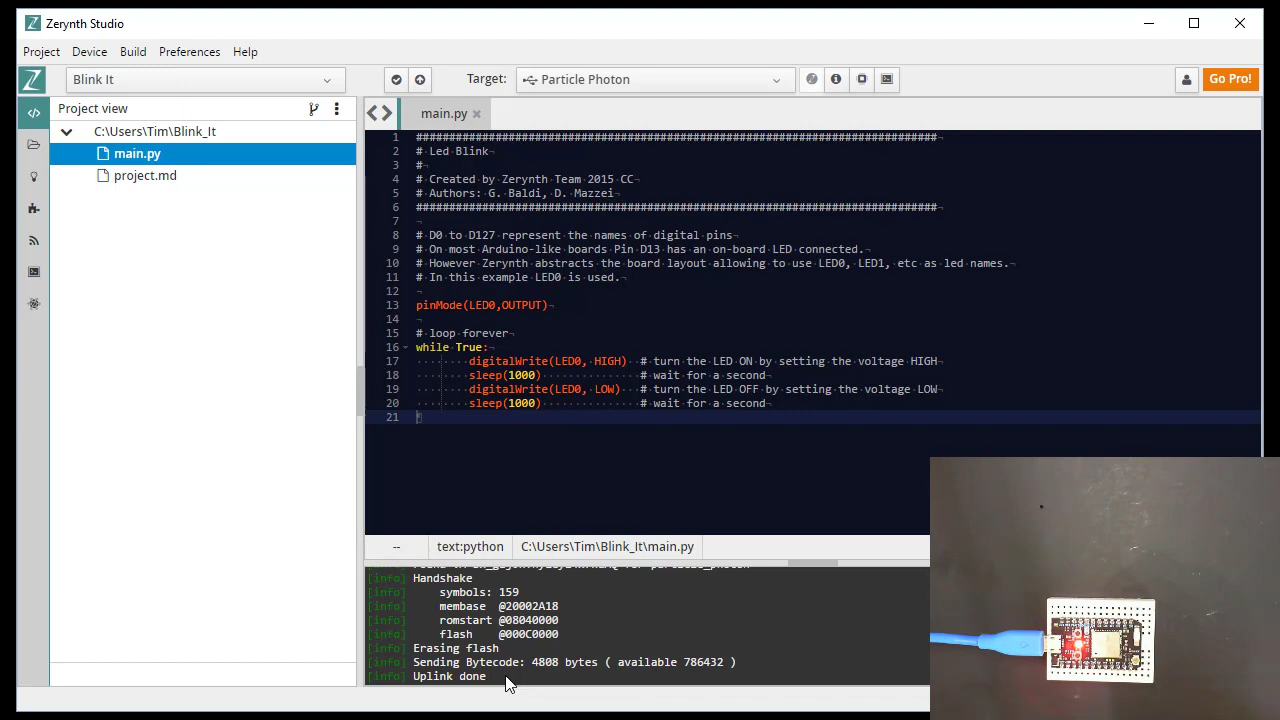 Zerynth Studio
Project Device Build Preferences Help
Blink It
Target: Particle Photon
Go Pro!
Project view
C:\Users\Tim\Blink_It
main.py
project.md
main.py
1 ###############################################################################
2 # Led Blink
3 #
4 # Created by Zerynth Team 2015 CC
5 # Authors: G. Baldi, D. Mazzei
6 ###############################################################################
7
8 # D0 to D127 represent the names of digital pins
9 # On most Arduino-like boards Pin D13 has an on-board LED connected.
10 # However Zerynth abstracts the board layout allowing to use LED0, LED1, etc as led names.
11 # In this example LED0 is used.
12
13 pinMode(LED0,OUTPUT)
14
15 # loop forever
16 while True:
17 digitalWrite(LED0, HIGH) # turn the LED ON by setting the voltage HIGH
18 sleep(1000) # wait for a second
19 digitalWrite(LED0, LOW) # turn the LED OFF by setting the voltage LOW
20 sleep(1000) # wait for a second
21
-- text:python C:\Users\Tim\Blink_It\main.py
[info] Handshake
[info] symbols: 159
[info] membase @20002A18
[info] romstart @08040000
[info] flash @000C0000
[info] Erasing flash
[info] Sending Bytecode: 4808 bytes ( available 786432 )
[info] Uplink done